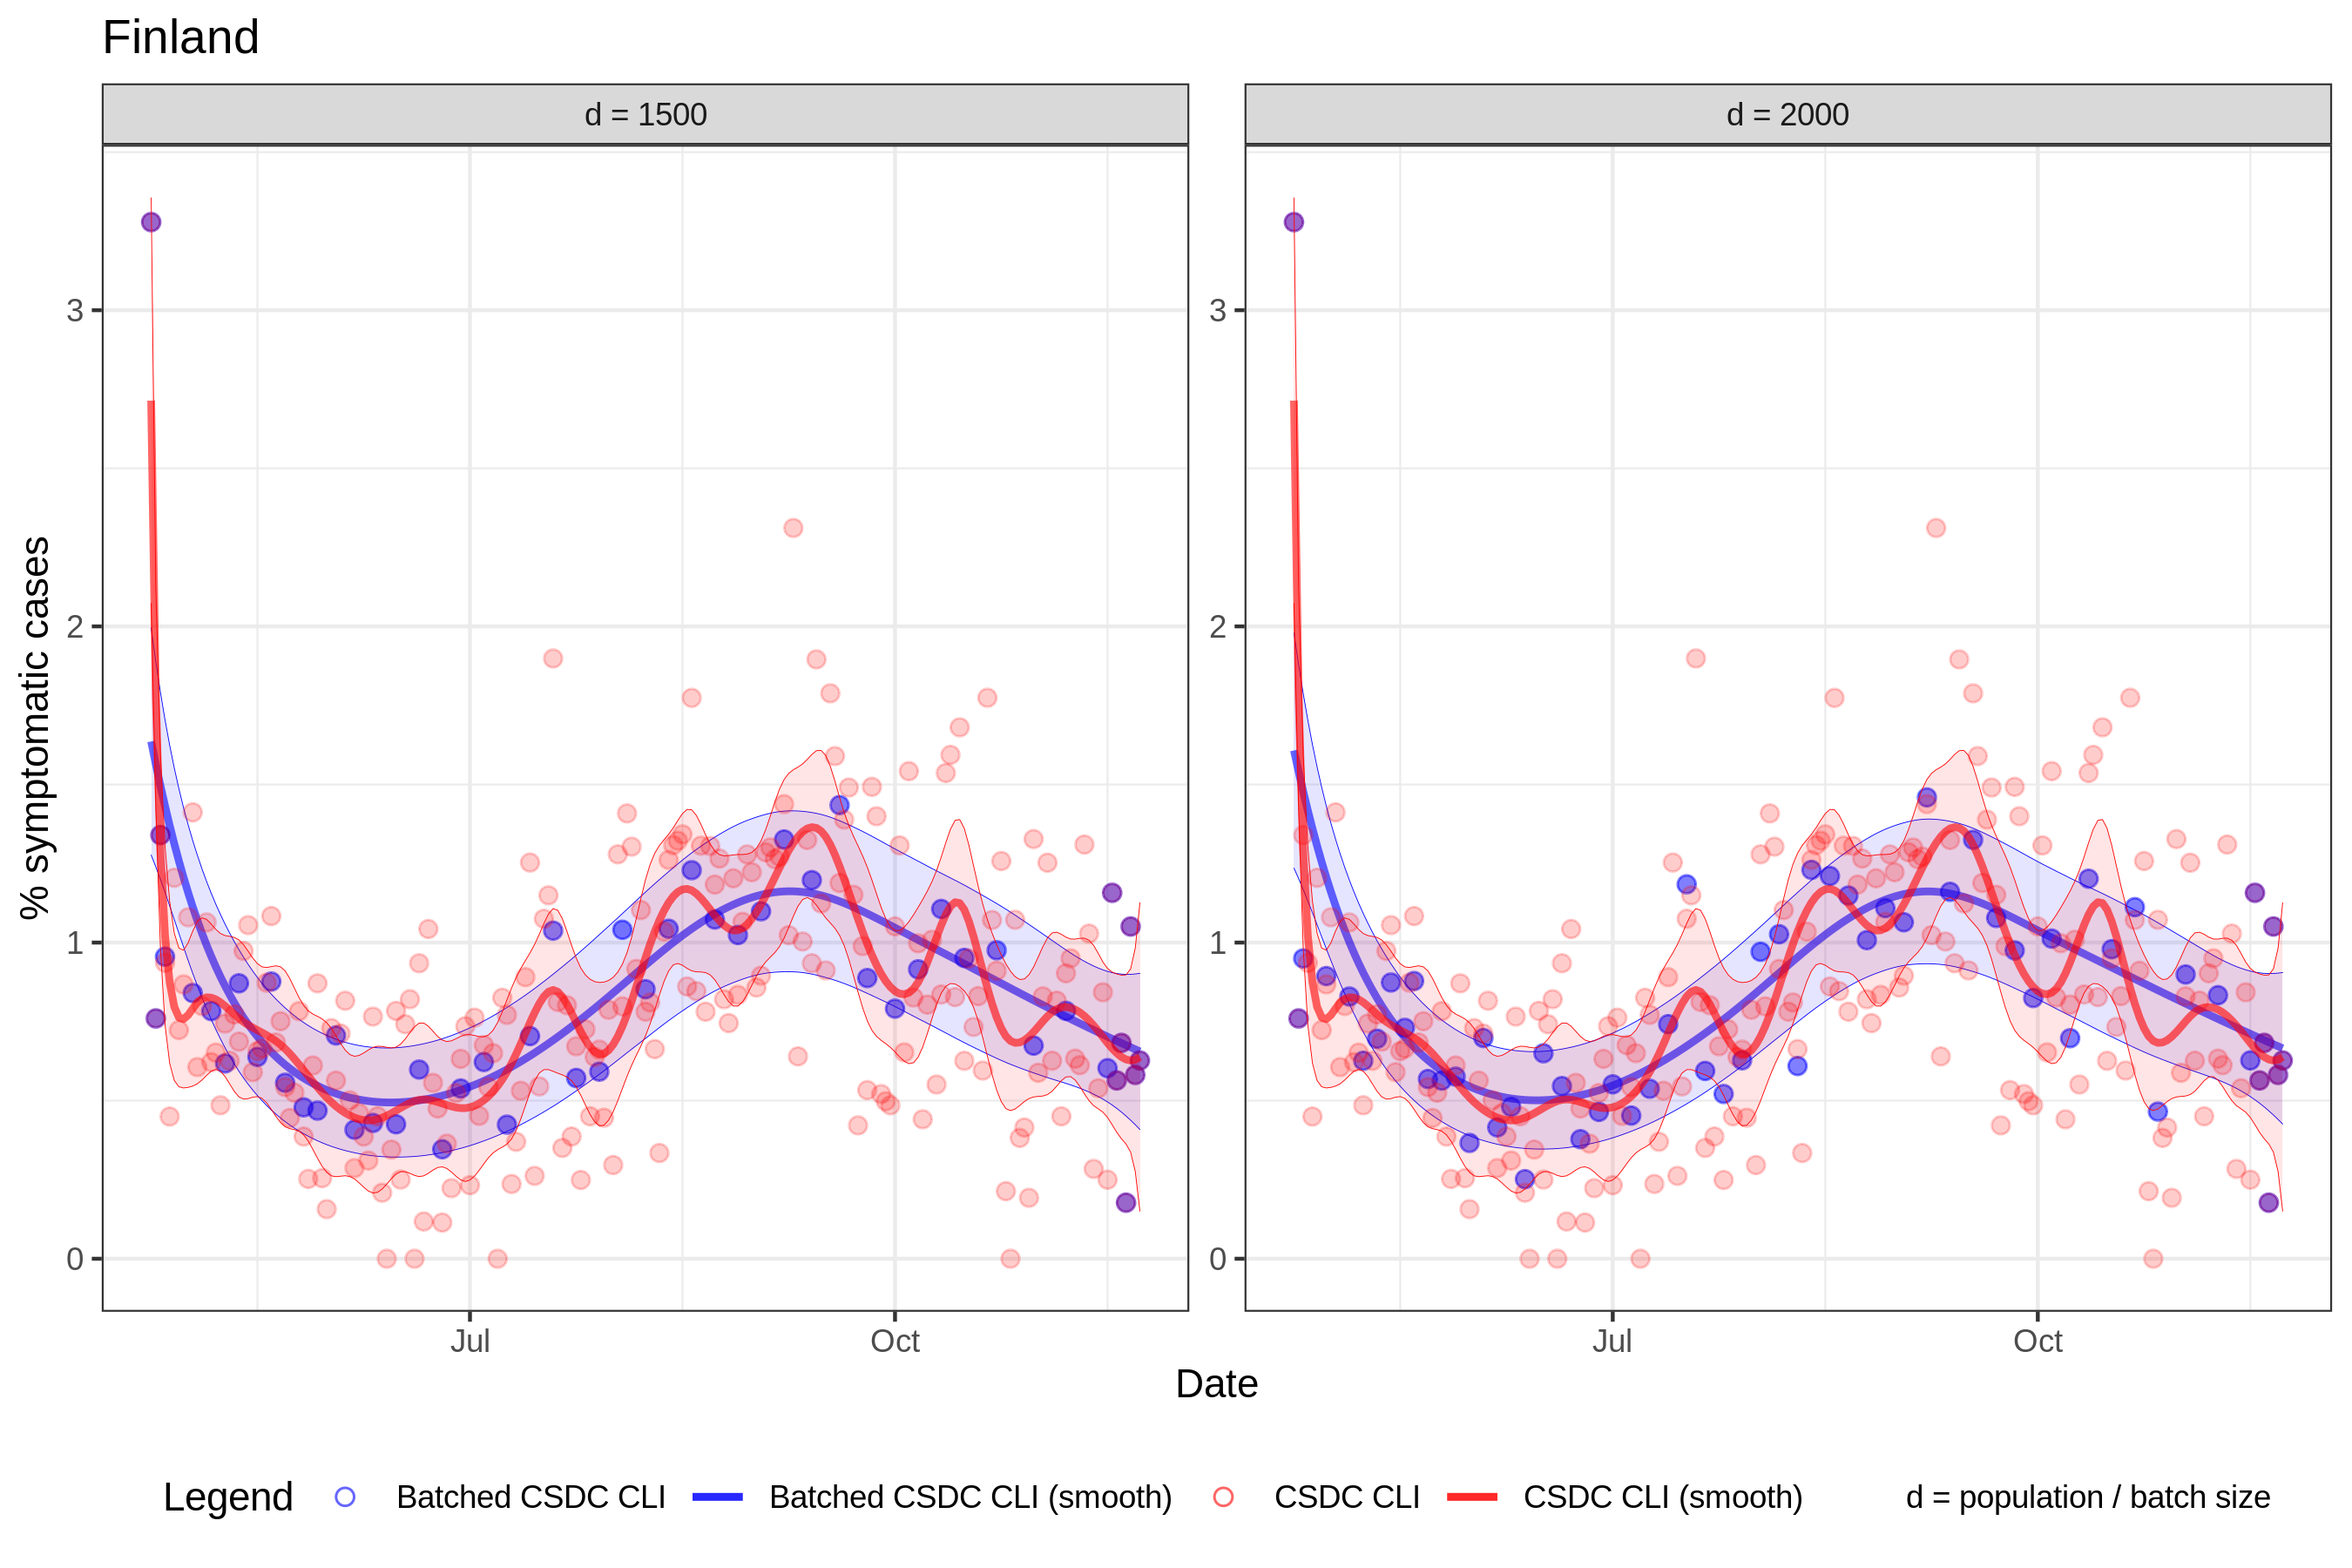 Finland
d = 1500
d = 2000
% symptomatic cases
3
2
1
0
3
2
1
0
Jul
Oct
Jul
Oct
Date
Legend
Batched CSDC CLI
Batched CSDC CLI (smooth)
CSDC CLI
CSDC CLI (smooth)
d = population / batch size